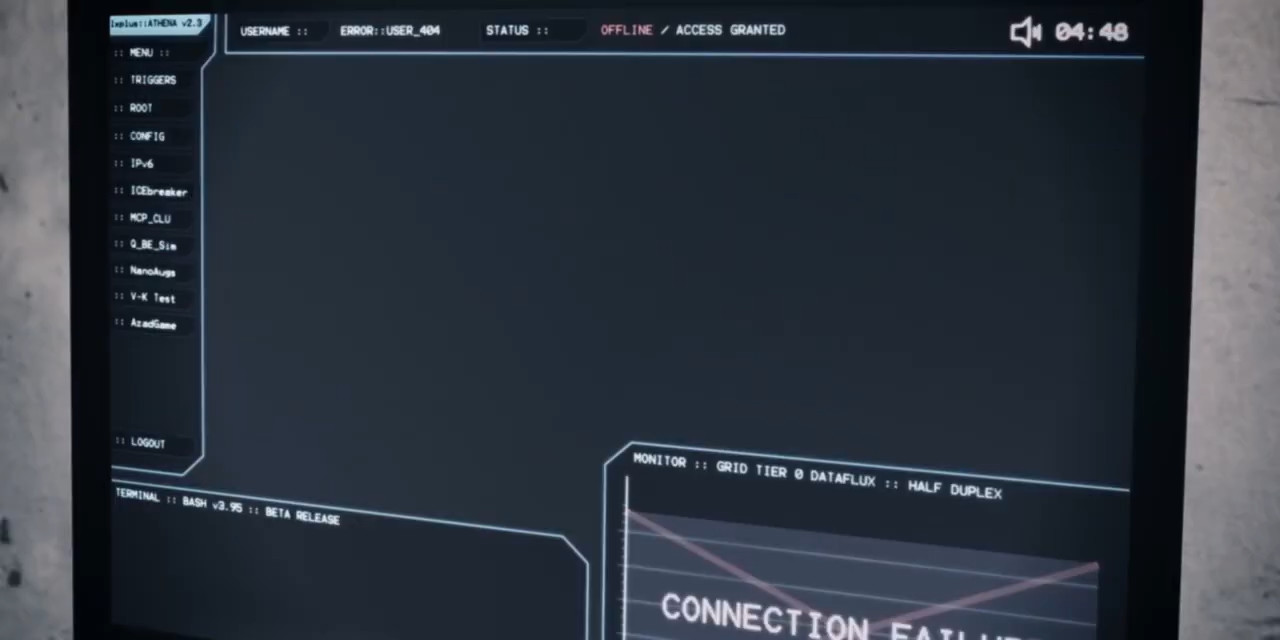 lxplus::ATHENA v2.3
USERNAME :: ERROR::USER_404 STATUS :: OFFLINE / ACCESS GRANTED 04:48
:: MENU ::
:: TRIGGERS
:: ROOT
:: CONFIG
:: IPv6
:: ICEbreaker
:: MCP_CLU
:: Q_BE_Sim
:: NanoAugs
:: V-K Test
:: AzadGame
:: LOGOUT
TERMINAL :: BASH v3.95 :: BETA RELEASE
MONITOR :: GRID TIER 0 DATAFLUX :: HALF DUPLEX
CONNECTION